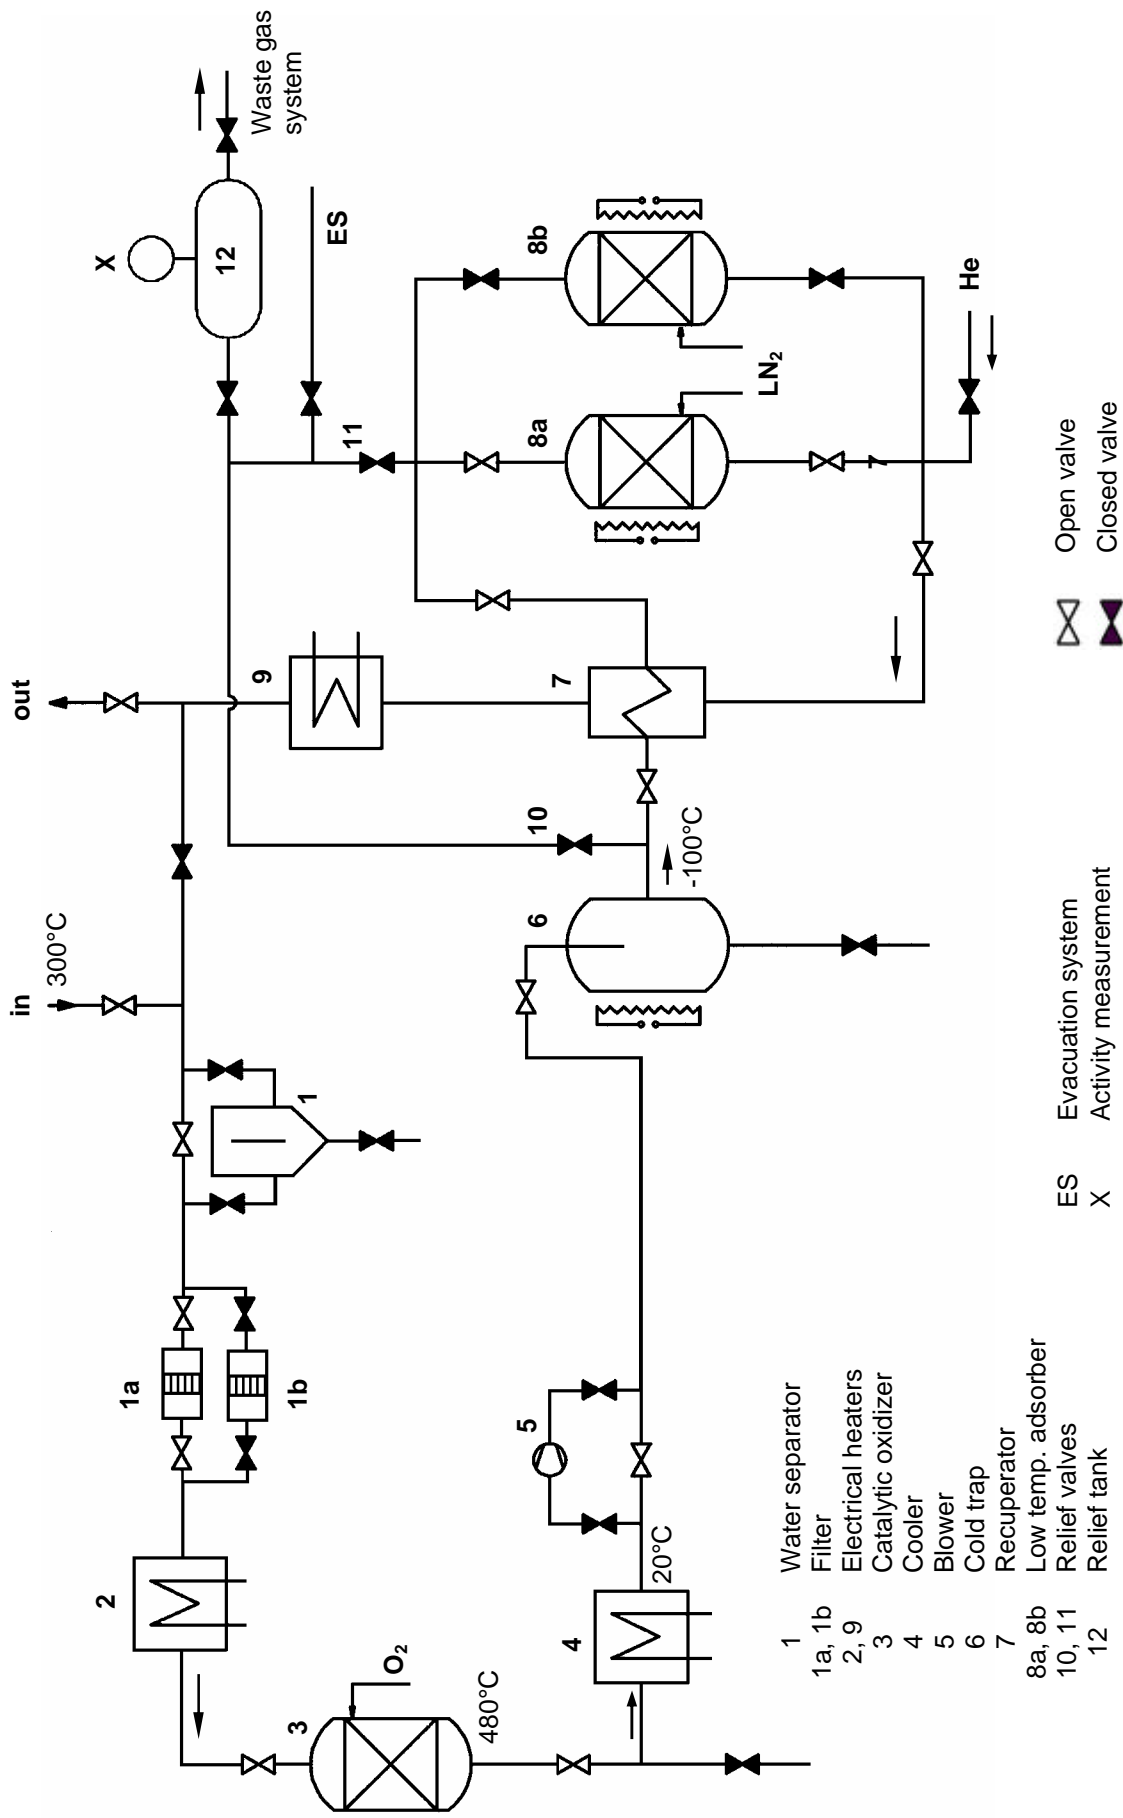 in
300°C
out
X
12
Waste gas
system
ES
1
1a
1b
2
3
O₂
480°C
4
20°C
5
6
-100°C
10
7
9
11
8a
8b
LN₂
He
1 Water separator
1a, 1b Filter
2, 9 Electrical heaters
3 Catalytic oxidizer
4 Cooler
5 Blower
6 Cold trap
7 Recuperator
8a, 8b Low temp. adsorber
10, 11 Relief valves
12 Relief tank
ES Evacuation system
X Activity measurement
Open valve
Closed valve